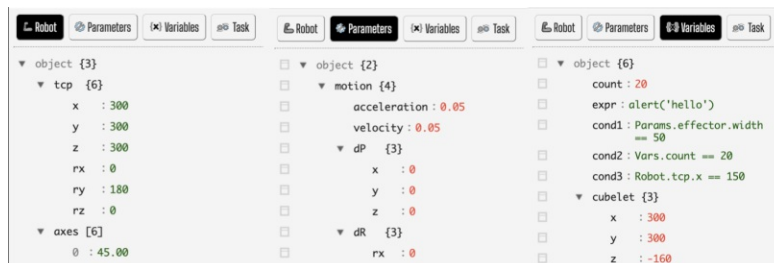 Robot Parameters (x) Variables Task
object {3}
tcp {6}
x : 300
y : 300
z : 300
rx : 0
ry : 180
rz : 0
axes [6]
0 : 45.00
Robot Parameters (x) Variables Task
object {2}
motion {4}
acceleration : 0.05
velocity : 0.05
dP {3}
x : 0
y : 0
z : 0
dR {3}
rx : 0
Robot Parameters (x) Variables Task
object {6}
count : 20
expr : alert('hello')
cond1 : Params.effector.width
== 50
cond2 : Vars.count == 20
cond3 : Robot.tcp.x == 150
cubelet {3}
x : 300
y : 300
z : -160